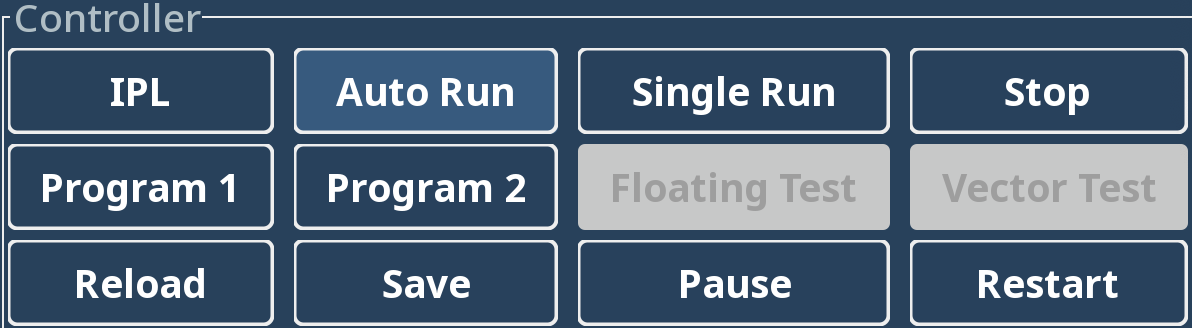 Controller
IPL Auto Run Single Run Stop
Program 1 Program 2 Floating Test Vector Test
Reload Save Pause Restart